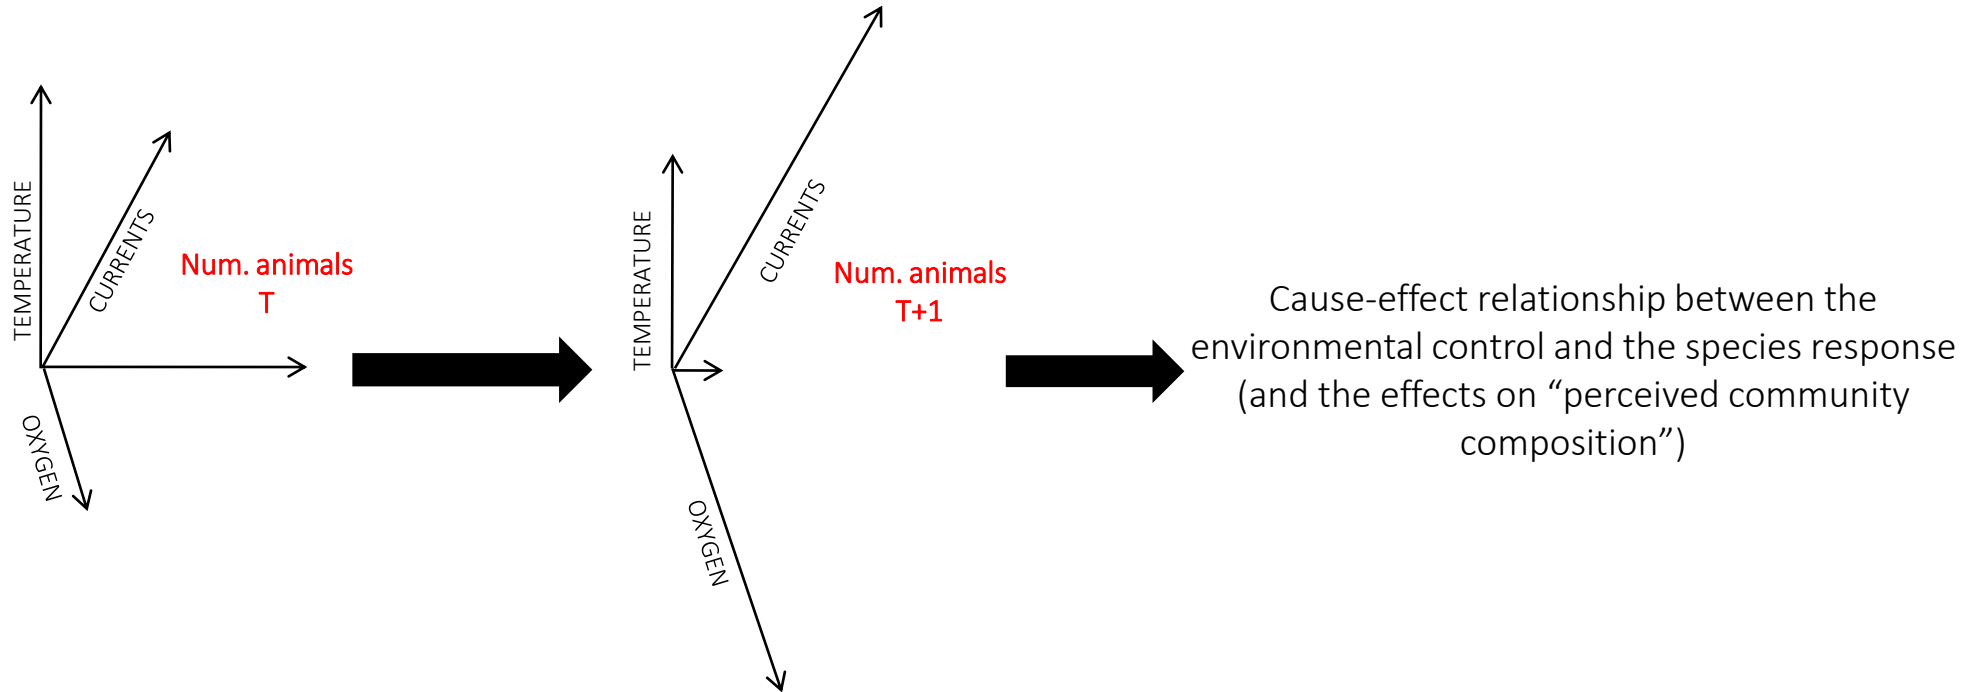 TEMPERATURE
CURRENTS
Num. animals
T
OXYGEN
TEMPERATURE
CURRENTS
Num. animals
T+1
OXYGEN
Cause-effect relationship between the
environmental control and the species response
(and the effects on “perceived community
composition”)